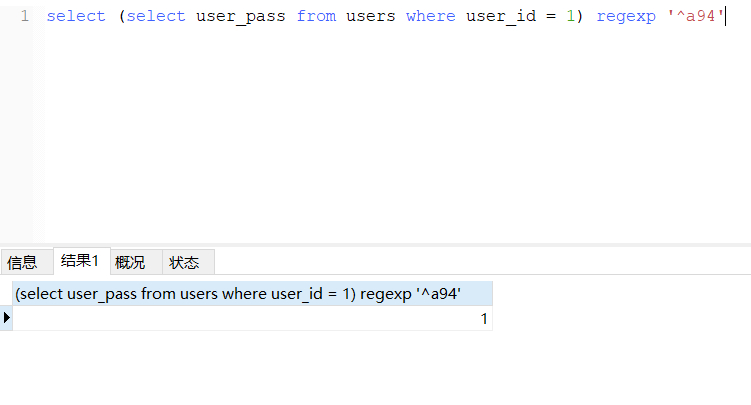 1 select (select user_pass from users where user_id = 1) regexp '^a94'
信息 结果1 概况 状态
(select user_pass from users where user_id = 1) regexp '^a94'
1